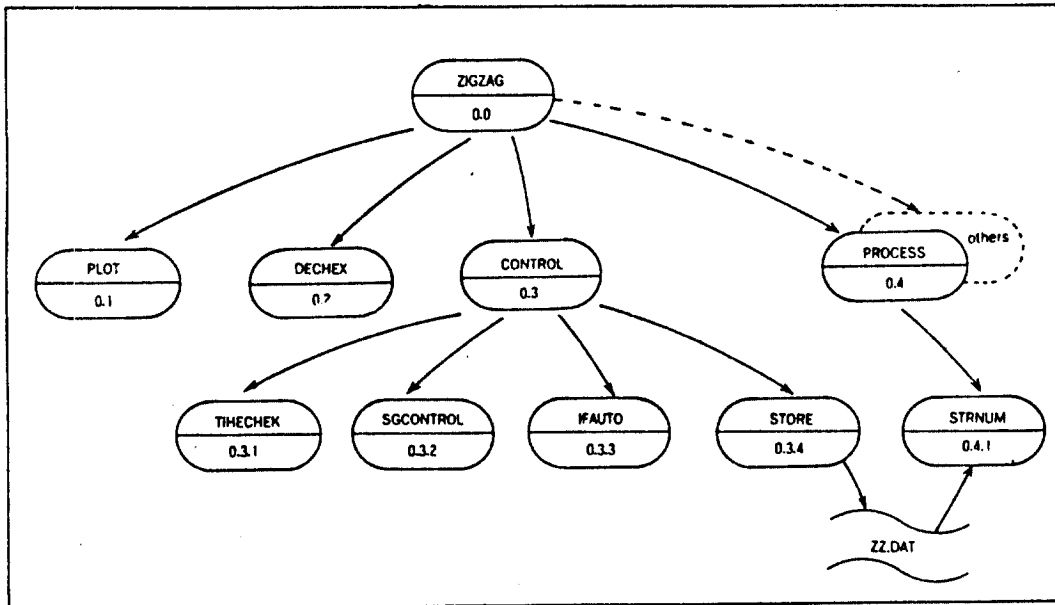 ZIGZAG
0.0
others
PLOT
0.1
DECHEX
0.2
CONTROL
0.3
PROCESS
0.4
TIHECHEK
0.3.1
SGCONTROL
0.3.2
IFAUTO
0.3.3
STORE
0.3.4
STRNUM
0.4.1
ZZ.DAT